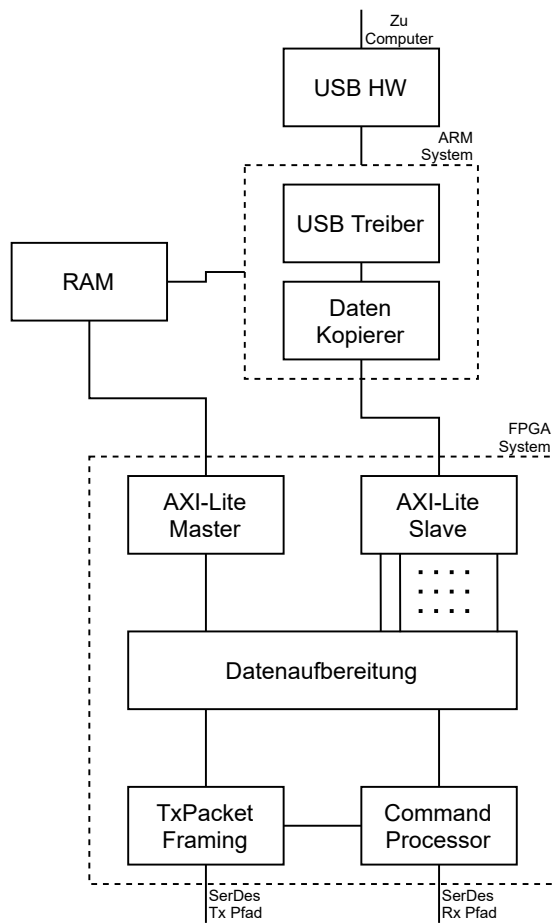 Zu
Computer
USB HW
ARM
System
USB Treiber
RAM
Daten
Kopierer
FPGA
System
AXI-Lite
Master
AXI-Lite
Slave
Datenaufbereitung
TxPacket
Framing
Command
Processor
SerDes
Tx Pfad
SerDes
Rx Pfad